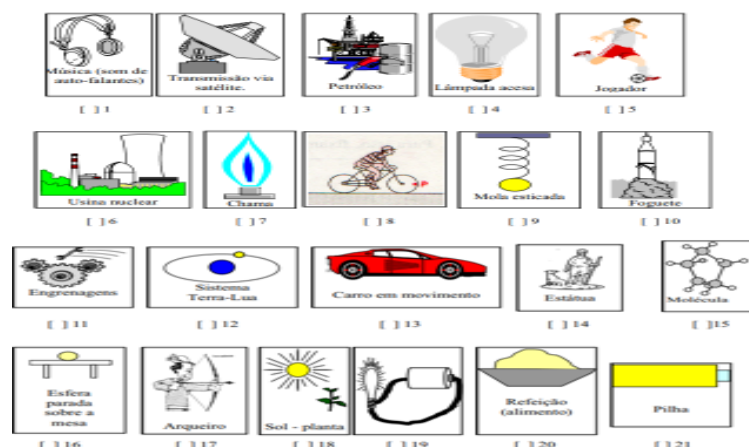 Música (som de
auto-falantes)
Transmissão via
satélite.
Petróleo
Lâmpada acesa
Jogador
[ ] 1
[ ] 2
[ ] 3
[ ] 4
[ ] 5
Usina nuclear
Chama
Mola esticada
Foguete
[ ] 6
[ ] 7
[ ] 8
[ ] 9
[ ] 10
Engrenagens
Sistema
Terra-Lua
Carro em movimento
Estátua
Molécula
[ ] 11
[ ] 12
[ ] 13
[ ] 14
[ ] 15
Esfera
parada
sobre a
mesa
Arqueiro
Sol - planta
Refeição
(alimento)
Pilha
[ ] 16
[ ] 17
[ ] 18
[ ] 19
[ ] 20
[ ] 21